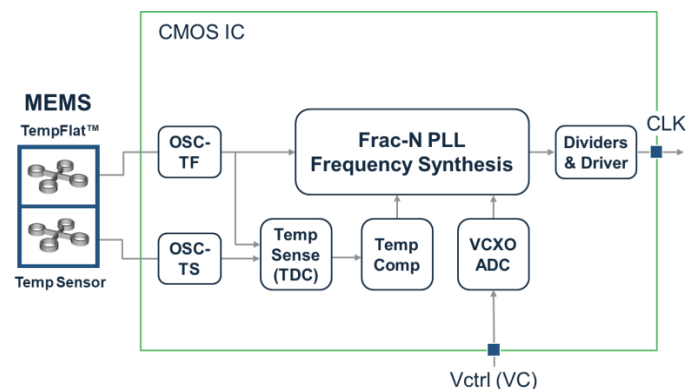 CMOS IC
MEMS
TempFlat™
OSC-
TF
Frac-N PLL
Frequency Synthesis
Dividers
& Driver
CLK
OSC-
TS
Temp
Sense
(TDC)
Temp
Comp
VCXO
ADC
Temp Sensor
Vctrl (VC)